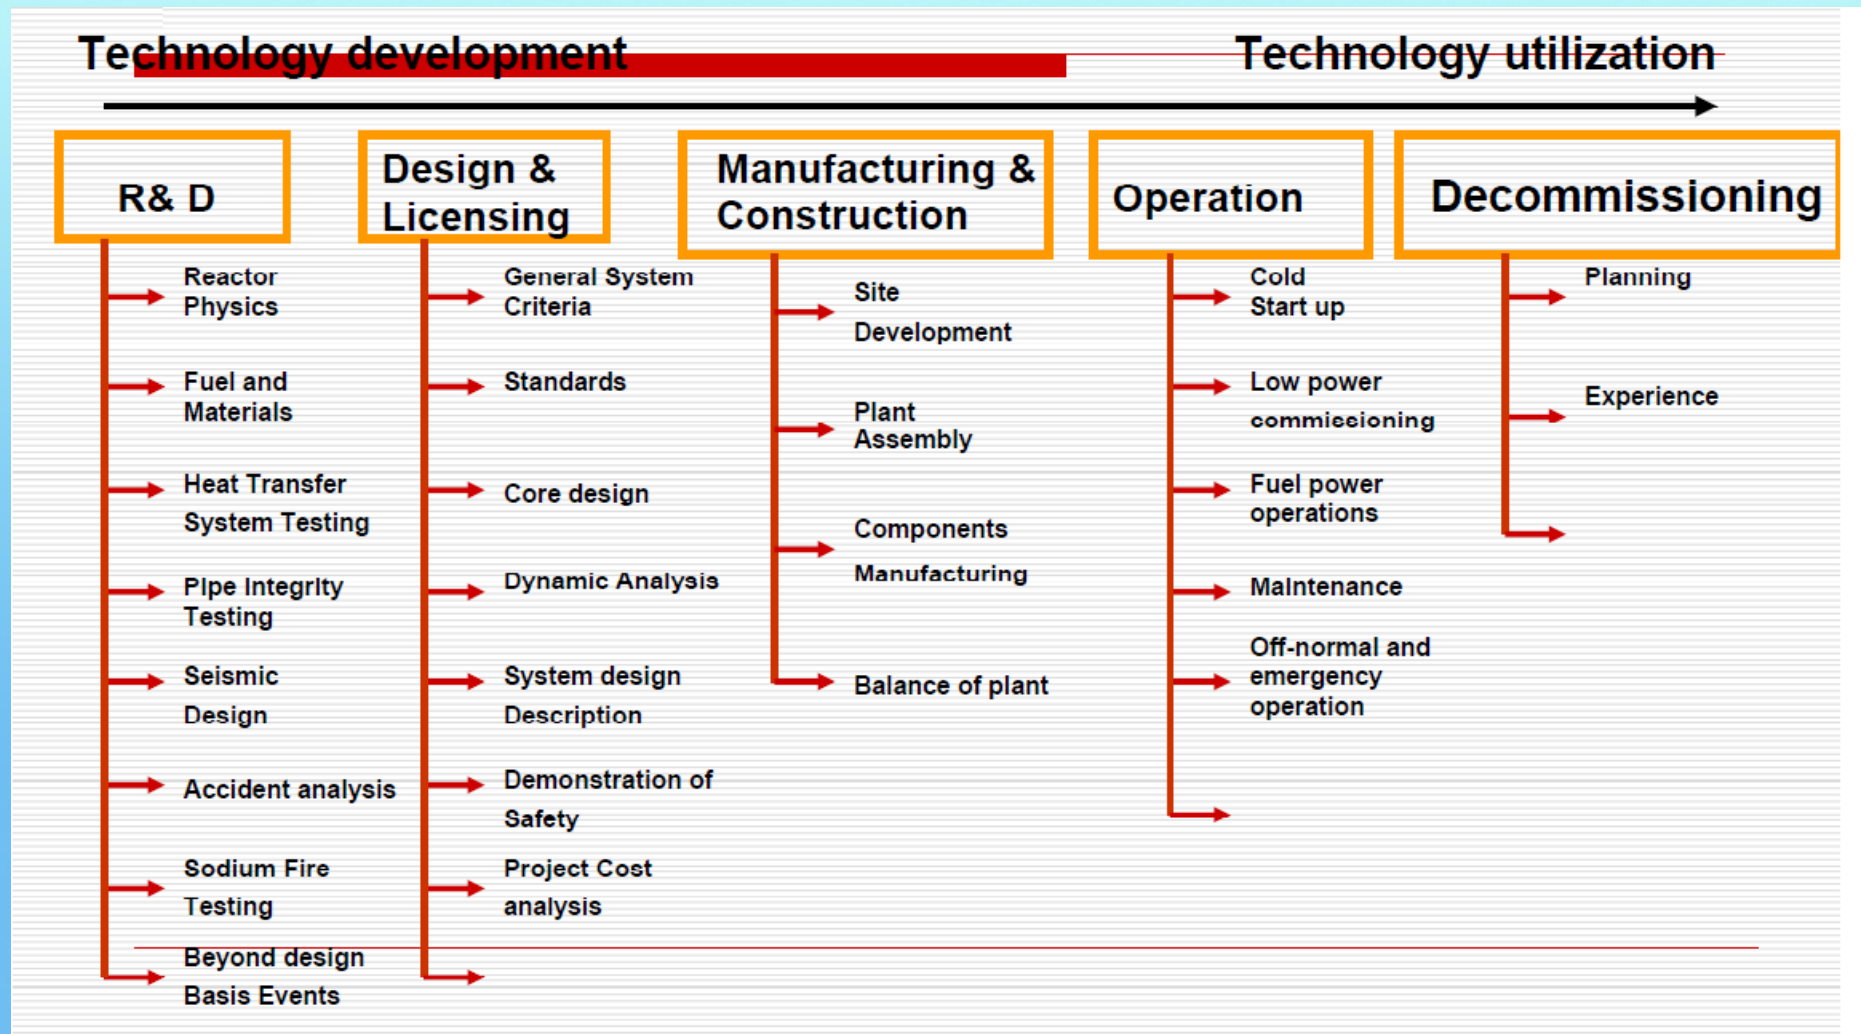 Technology development
Technology utilization
R& D
Design &
Licensing
Manufacturing &
Construction
Operation
Decommissioning
Reactor
Physics
Fuel and
Materials
Heat Transfer
System Testing
Pipe Integrity
Testing
Seismic
Design
Accident analysis
Sodium Fire
Testing
Beyond design
Basis Events
General System
Criteria
Standards
Core design
Dynamic Analysis
System design
Description
Demonstration of
Safety
Project Cost
analysis
Site
Development
Plant
Assembly
Components
Manufacturing
Balance of plant
Cold
Start up
Low power
commissioning
Fuel power
operations
Maintenance
Off-normal and
emergency
operation
Planning
Experience